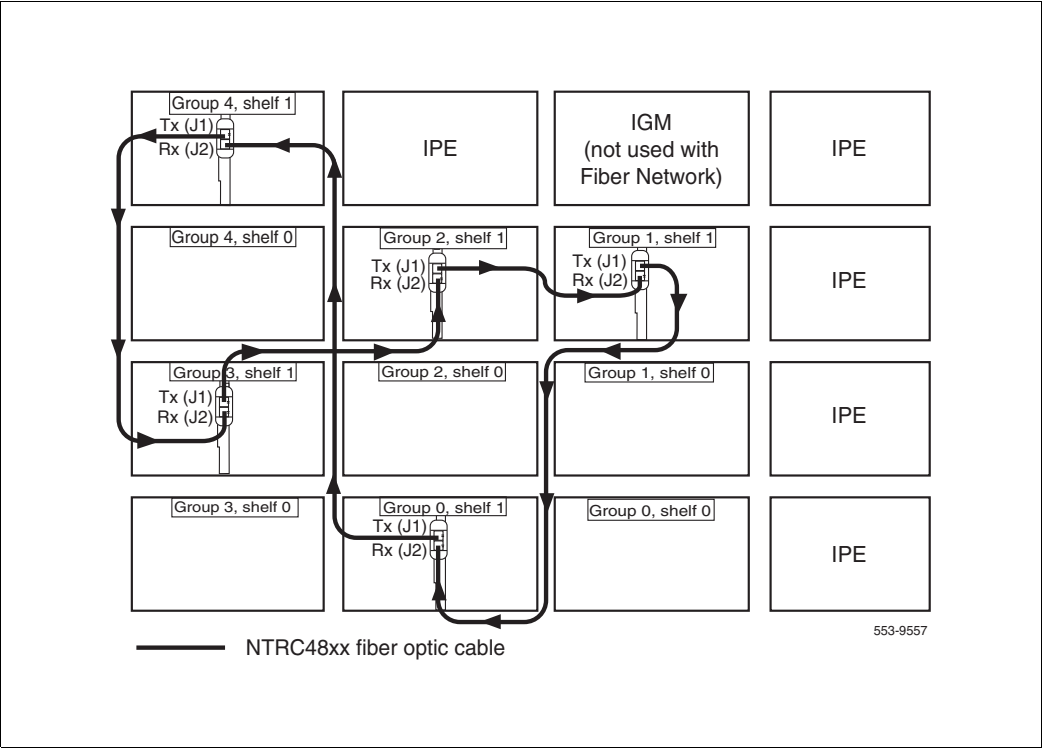 Group 4, shelf 1
Tx (J1)
Rx (J2)
IPE
IGM
(not used with
Fiber Network)
IPE
Group 4, shelf 0
Group 2, shelf 1
Tx (J1)
Rx (J2)
Group 1, shelf 1
Tx (J1)
Rx (J2)
IPE
Group 3, shelf 1
Tx (J1)
Rx (J2)
Group 2, shelf 0
Group 1, shelf 0
IPE
Group 3, shelf 0
Group 0, shelf 1
Tx (J1)
Rx (J2)
Group 0, shelf 0
IPE
553-9557
NTRC48xx fiber optic cable